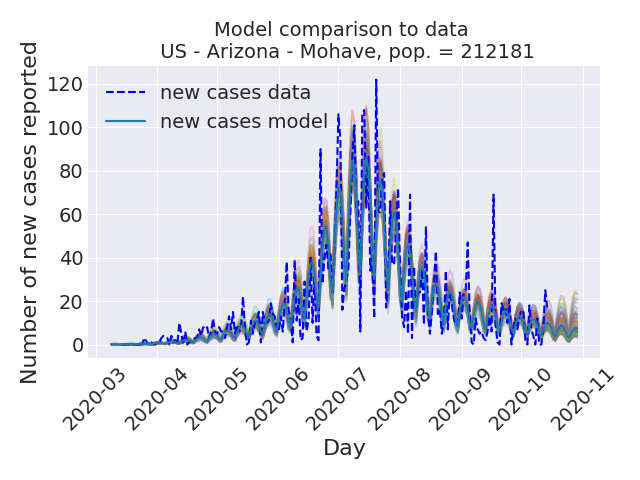 Model comparison to data
US - Arizona - Mohave, pop. = 212181
Number of new cases reported
120
100
80
60
40
20
0
new cases data
new cases model
2020-03
2020-04
2020-05
2020-06
2020-07
2020-08
2020-09
2020-10
2020-11
Day